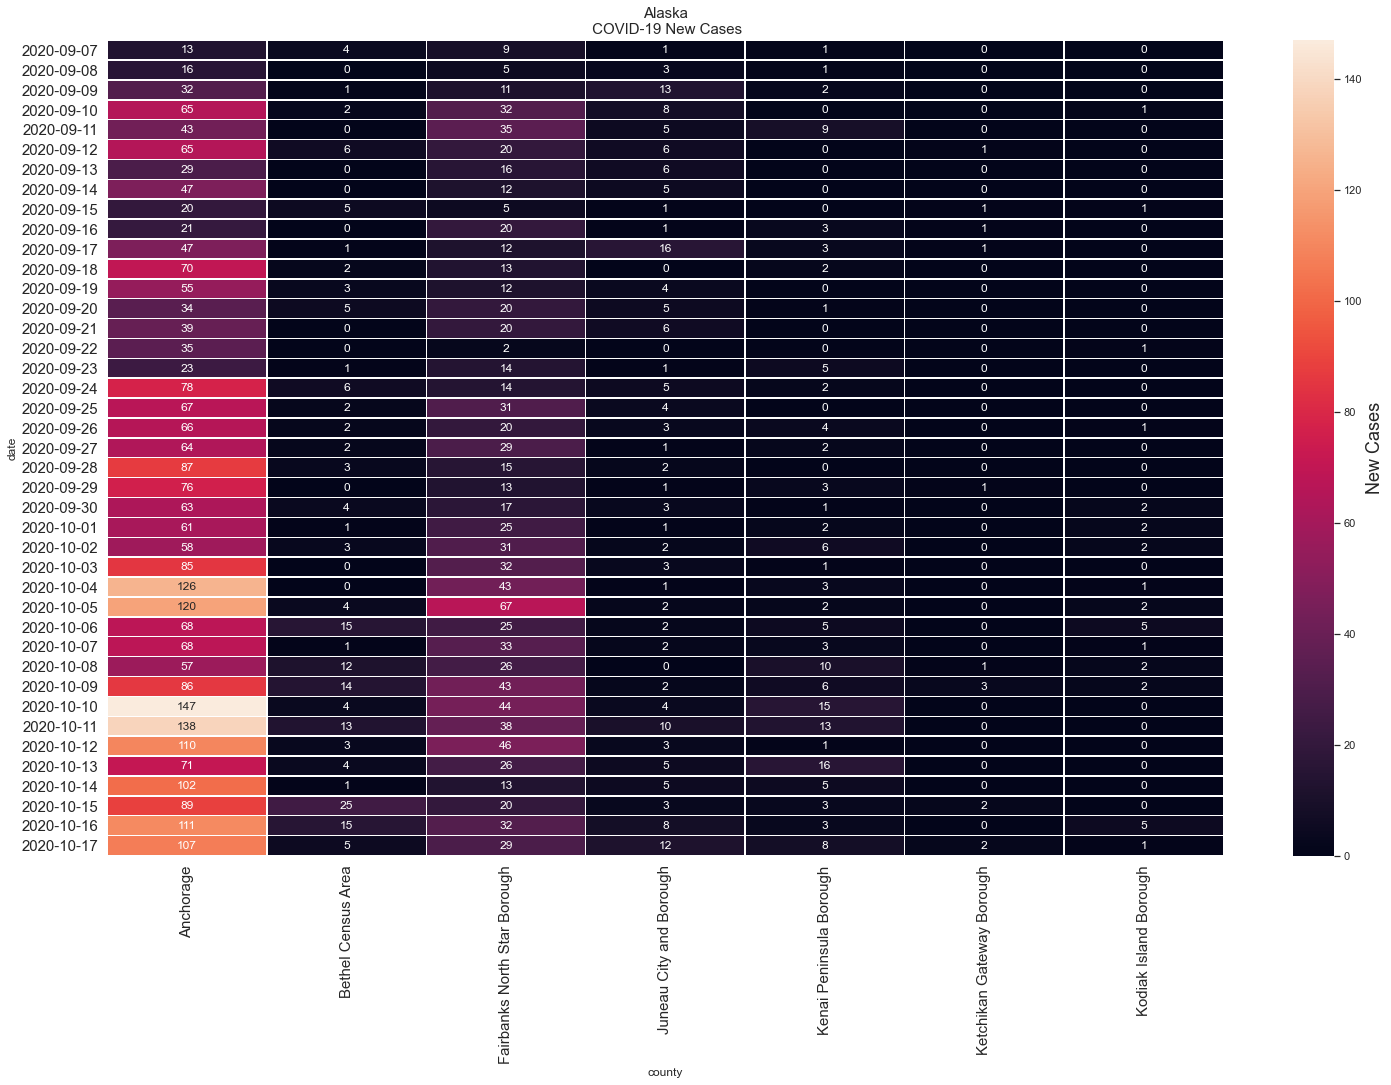 Alaska
COVID-19 New Cases
2020-09-07 13 4 9 1 1 0 0
2020-09-08 16 0 5 3 1 0 0
2020-09-09 32 1 11 13 2 0 0
2020-09-10 65 2 32 8 0 0 1
2020-09-11 43 0 35 5 9 0 0
2020-09-12 65 6 20 6 0 1 0
2020-09-13 29 0 16 6 0 0 0
2020-09-14 47 0 12 5 0 0 0
2020-09-15 20 5 5 1 0 1 1
2020-09-16 21 0 20 1 3 1 0
2020-09-17 47 1 12 16 3 1 0
2020-09-18 70 2 13 0 2 0 0
2020-09-19 55 3 12 4 0 0 0
2020-09-20 34 5 20 5 1 0 0
2020-09-21 39 0 20 6 0 0 0
2020-09-22 35 0 2 0 0 0 1
2020-09-23 23 1 14 1 5 0 0
2020-09-24 78 6 14 5 2 0 0
2020-09-25 67 2 31 4 0 0 0
2020-09-26 66 2 20 3 4 0 1
2020-09-27 64 2 29 1 2 0 0
2020-09-28 87 3 15 2 0 0 0
2020-09-29 76 0 13 1 3 1 0
2020-09-30 63 4 17 3 1 0 2
2020-10-01 61 1 25 1 2 0 2
2020-10-02 58 3 31 2 6 0 2
2020-10-03 85 0 32 3 1 0 0
2020-10-04 126 0 43 1 3 0 1
2020-10-05 120 4 67 2 2 0 2
2020-10-06 68 15 25 2 5 0 5
2020-10-07 68 1 33 2 3 0 1
2020-10-08 57 12 26 0 10 1 2
2020-10-09 86 14 43 2 6 3 2
2020-10-10 147 4 44 4 15 0 0
2020-10-11 138 13 38 10 13 0 0
2020-10-12 110 3 46 3 1 0 0
2020-10-13 71 4 26 5 16 0 0
2020-10-14 102 1 13 5 5 0 0
2020-10-15 89 25 20 3 3 2 0
2020-10-16 111 15 32 8 3 0 5
2020-10-17 107 5 29 12 8 2 1
date
Anchorage
Bethel Census Area
Fairbanks North Star Borough
Juneau City and Borough
Kenai Peninsula Borough
Ketchikan Gateway Borough
Kodiak Island Borough
county
140
120
100
80
60
40
20
0
New Cases